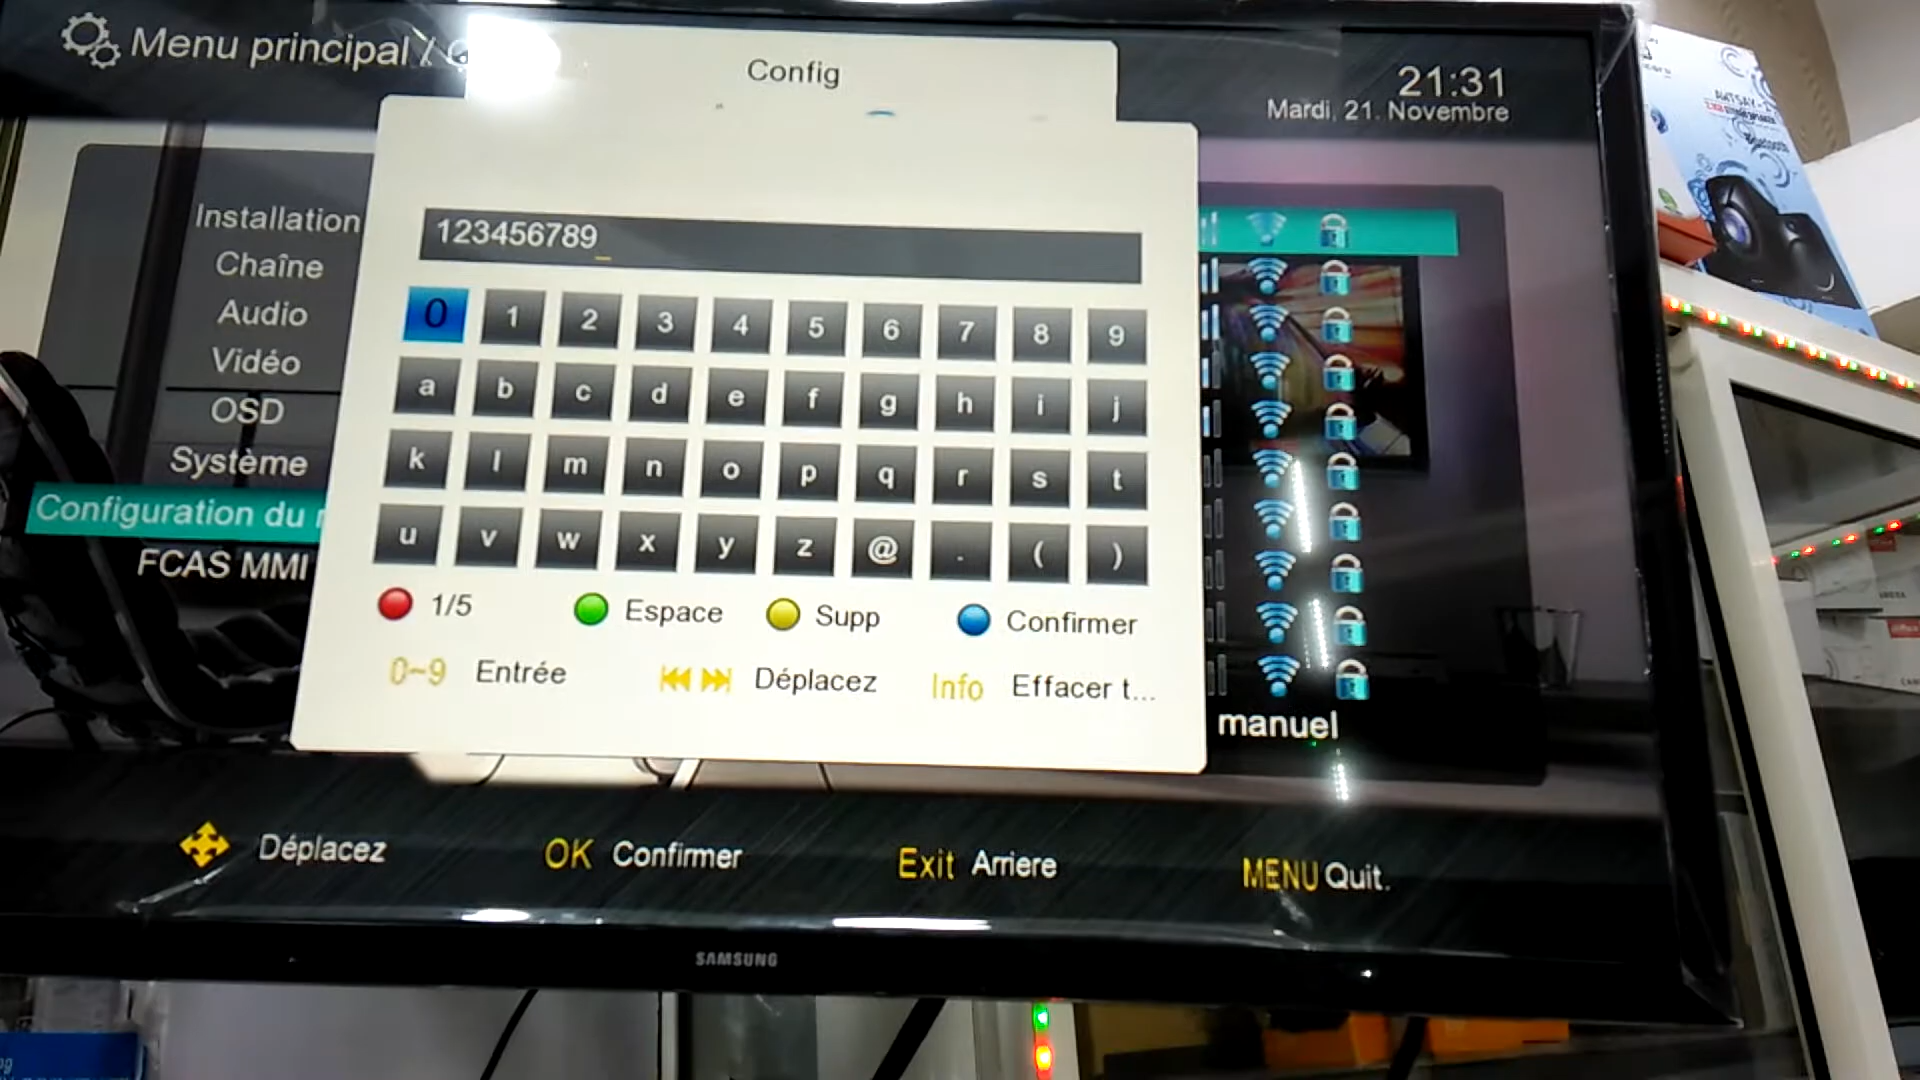 Menu principal /
Config
21:31
Mardi, 21. Novembre
Installation
Chaîne
Audio
Vidéo
OSD
Système
Configuration du
FCAS MMI
123456789_
0 1 2 3 4 5 6 7 8 9
a b c d e f g h i j
k l m n o p q r s t
u v w x y z @ . ( )
1/5 Espace Supp Confirmer
0~9 Entrée Déplacez Info Effacer t...
manuel
Déplacez OK Confirmer Exit Arriere MENU Quit.
SAMSUNG
Bluetooth